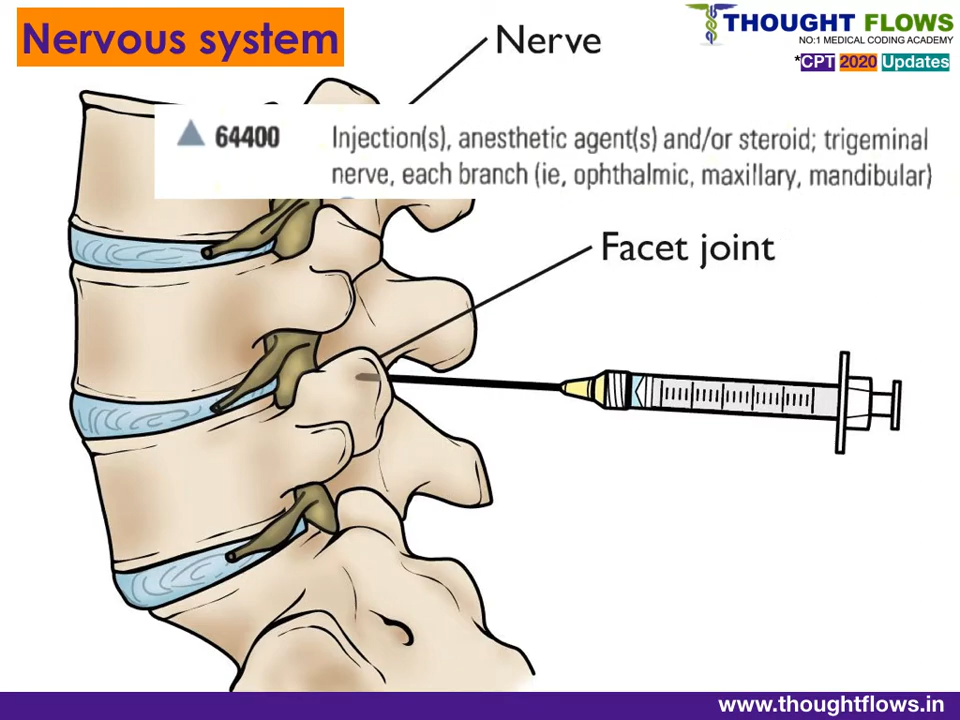 Nervous system
THOUGHT FLOWS
NO:1 MEDICAL CODING ACADEMY
*CPT 2020 Updates
Nerve
▲ 64400 Injection(s), anesthetic agent(s) and/or steroid; trigeminal
nerve, each branch (ie, ophthalmic, maxillary, mandibular)
Facet joint
www.thoughtflows.in